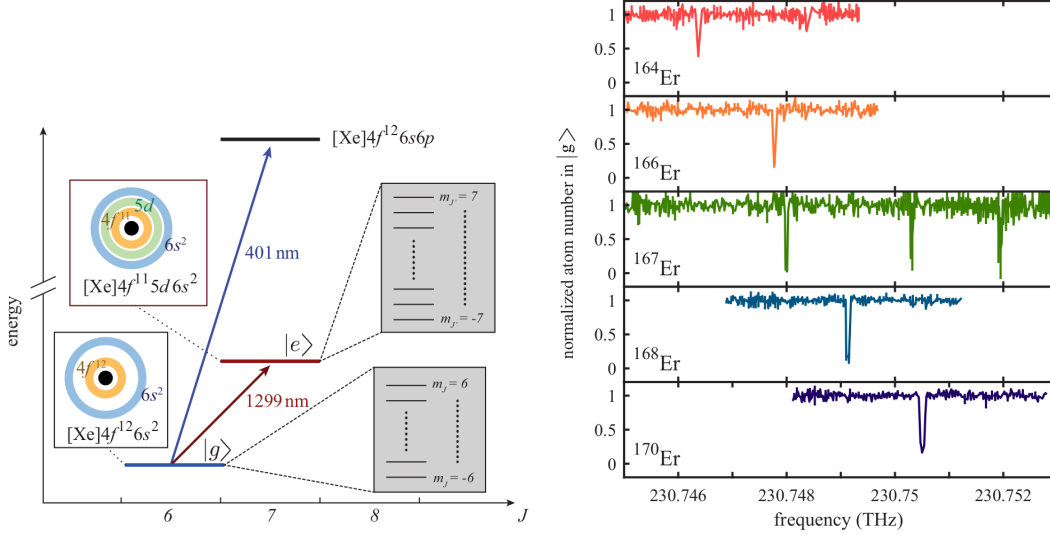 [Xe]4f¹²6s6p
4f¹¹
5d
6s²
[Xe]4f¹¹5d6s²
401 nm
m_J' = 7
m_J' = -7
energy
|e>
4f¹²
6s²
[Xe]4f¹²6s²
1299 nm
|g>
m_J = 6
m_J = -6
6
7
8
J
normalized atom number in |g>
1
0.5
0
¹⁶⁴Er
1
0.5
0
¹⁶⁶Er
1
0.5
0
¹⁶⁷Er
1
0.5
0
¹⁶⁸Er
1
0.5
0
¹⁷⁰Er
230.746
230.748
230.75
230.752
frequency (THz)